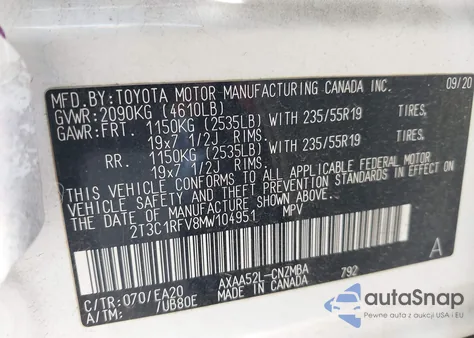 09/20
MFD.BY:TOYOTA MOTOR MANUFACTURING CANADA INC.
GVWR:2090KG (4610LB)
GAWR:FRT. 1150KG (2535LB) WITH 235/55R19 TIRES,
19x7 1/2J RIMS.
RR. 1150KG (2535LB) WITH 235/55R19 TIRES,
19x7 1/2J RIMS.
THIS VEHICLE CONFORMS TO ALL APPLICABLE FEDERAL MOTOR
VEHICLE SAFETY AND THEFT PREVENTION STANDARDS IN EFFECT ON
THE DATE OF MANUFACTURE SHOWN ABOVE.
2T3C1RFV8MW104951 MPV
A
C/TR:070/EA20 AXAA52L-CNZMBA 792
A/TM: 7UB80E MADE IN CANADA
autoSnap
Pewne auto z aukcji USA i EU